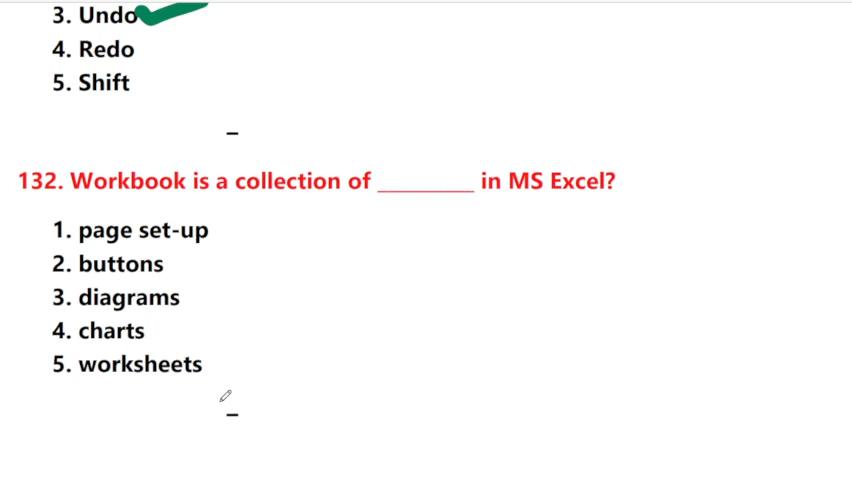 3. Undo
4. Redo
5. Shift
132. Workbook is a collection of ________ in MS Excel?
1. page set-up
2. buttons
3. diagrams
4. charts
5. worksheets